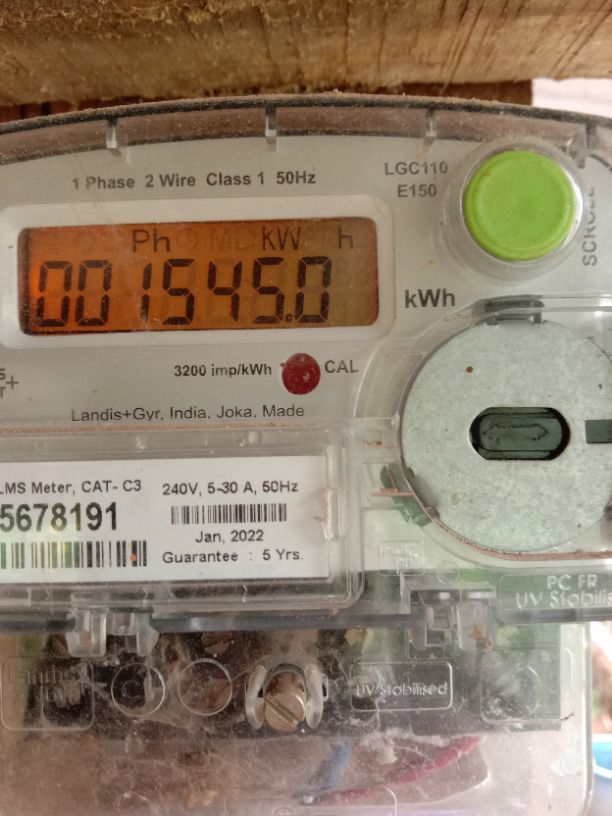 1 Phase 2 Wire Class 1 50Hz
LGC110
E150
SCROLL
Ph KW h
001545.0
kWh
3200 imp/kWh CAL
Landis+Gyr, India, Joka, Made
LMS Meter, CAT- C3
5678191
240V, 5-30 A, 50Hz
Jan, 2022
Guarantee : 5 Yrs.
PC FR
UV Stabilise
UV Stabilised